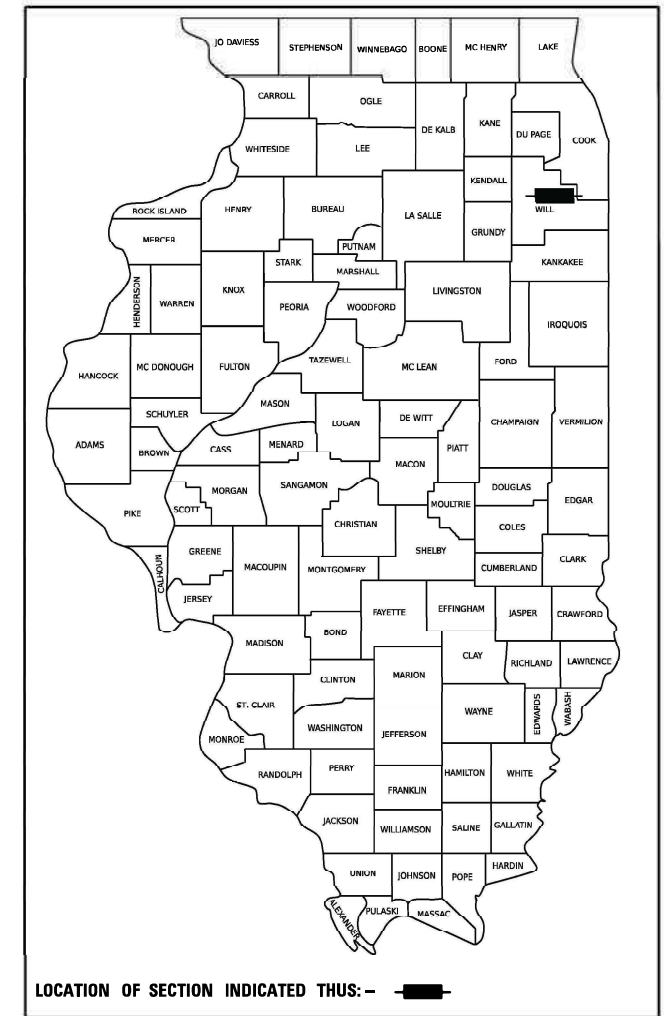 JO DAVIESS STEPHENSON WINNEBAGO BOONE MC HENRY LAKE
CARROLL OGLE DE KALB KANE DU PAGE COOK
WHITESIDE LEE
KENDALL
ROCK ISLAND HENRY BUREAU LA SALLE WILL
MERCER PUTNAM GRUNDY
STARK MARSHALL KANKAKEE
HENDERSON WARREN KNOX PEORIA WOODFORD LIVINGSTON
IROQUOIS
HANCOCK MC DONOUGH FULTON TAZEWELL MC LEAN FORD
SCHUYLER MASON LOGAN DE WITT CHAMPAIGN VERMILION
ADAMS BROWN CASS MENARD PIATT
MACON
MORGAN SANGAMON DOUGLAS
PIKE SCOTT MOULTRIE EDGAR
CHRISTIAN COLES
GREENE SHELBY
CALHOUN MACOUPIN MONTGOMERY CUMBERLAND CLARK
JERSEY FAYETTE EFFINGHAM JASPER CRAWFORD
MADISON BOND
CLAY RICHLAND LAWRENCE
CLINTON MARION
ST. CLAIR WAYNE EDWARDS WABASH
WASHINGTON JEFFERSON
MONROE
RANDOLPH PERRY HAMILTON WHITE
FRANKLIN
JACKSON WILLIAMSON SALINE GALLATIN
UNION JOHNSON POPE HARDIN
ALEXANDER PULASKI MASSAC
LOCATION OF SECTION INDICATED THUS: –